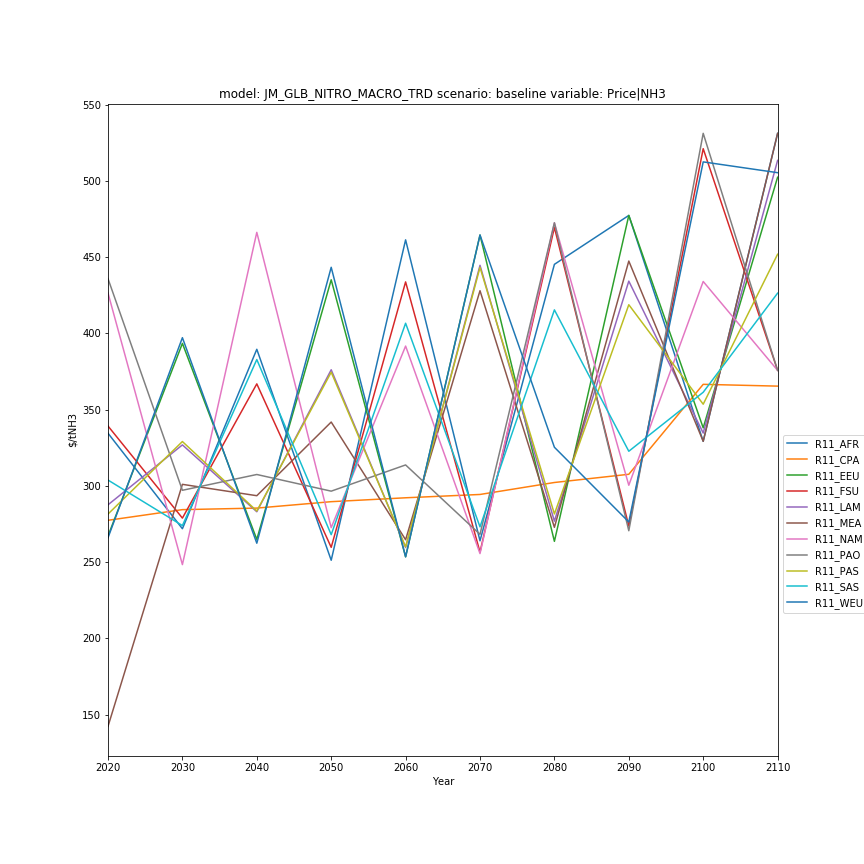 model: JM_GLB_NITRO_MACRO_TRD scenario: baseline variable: Price|NH3
550
500
450
400
350
300
250
200
150
$/tNH3
2020 2030 2040 2050 2060 2070 2080 2090 2100 2110
Year
R11_AFR
R11_CPA
R11_EEU
R11_FSU
R11_LAM
R11_MEA
R11_NAM
R11_PAO
R11_PAS
R11_SAS
R11_WEU